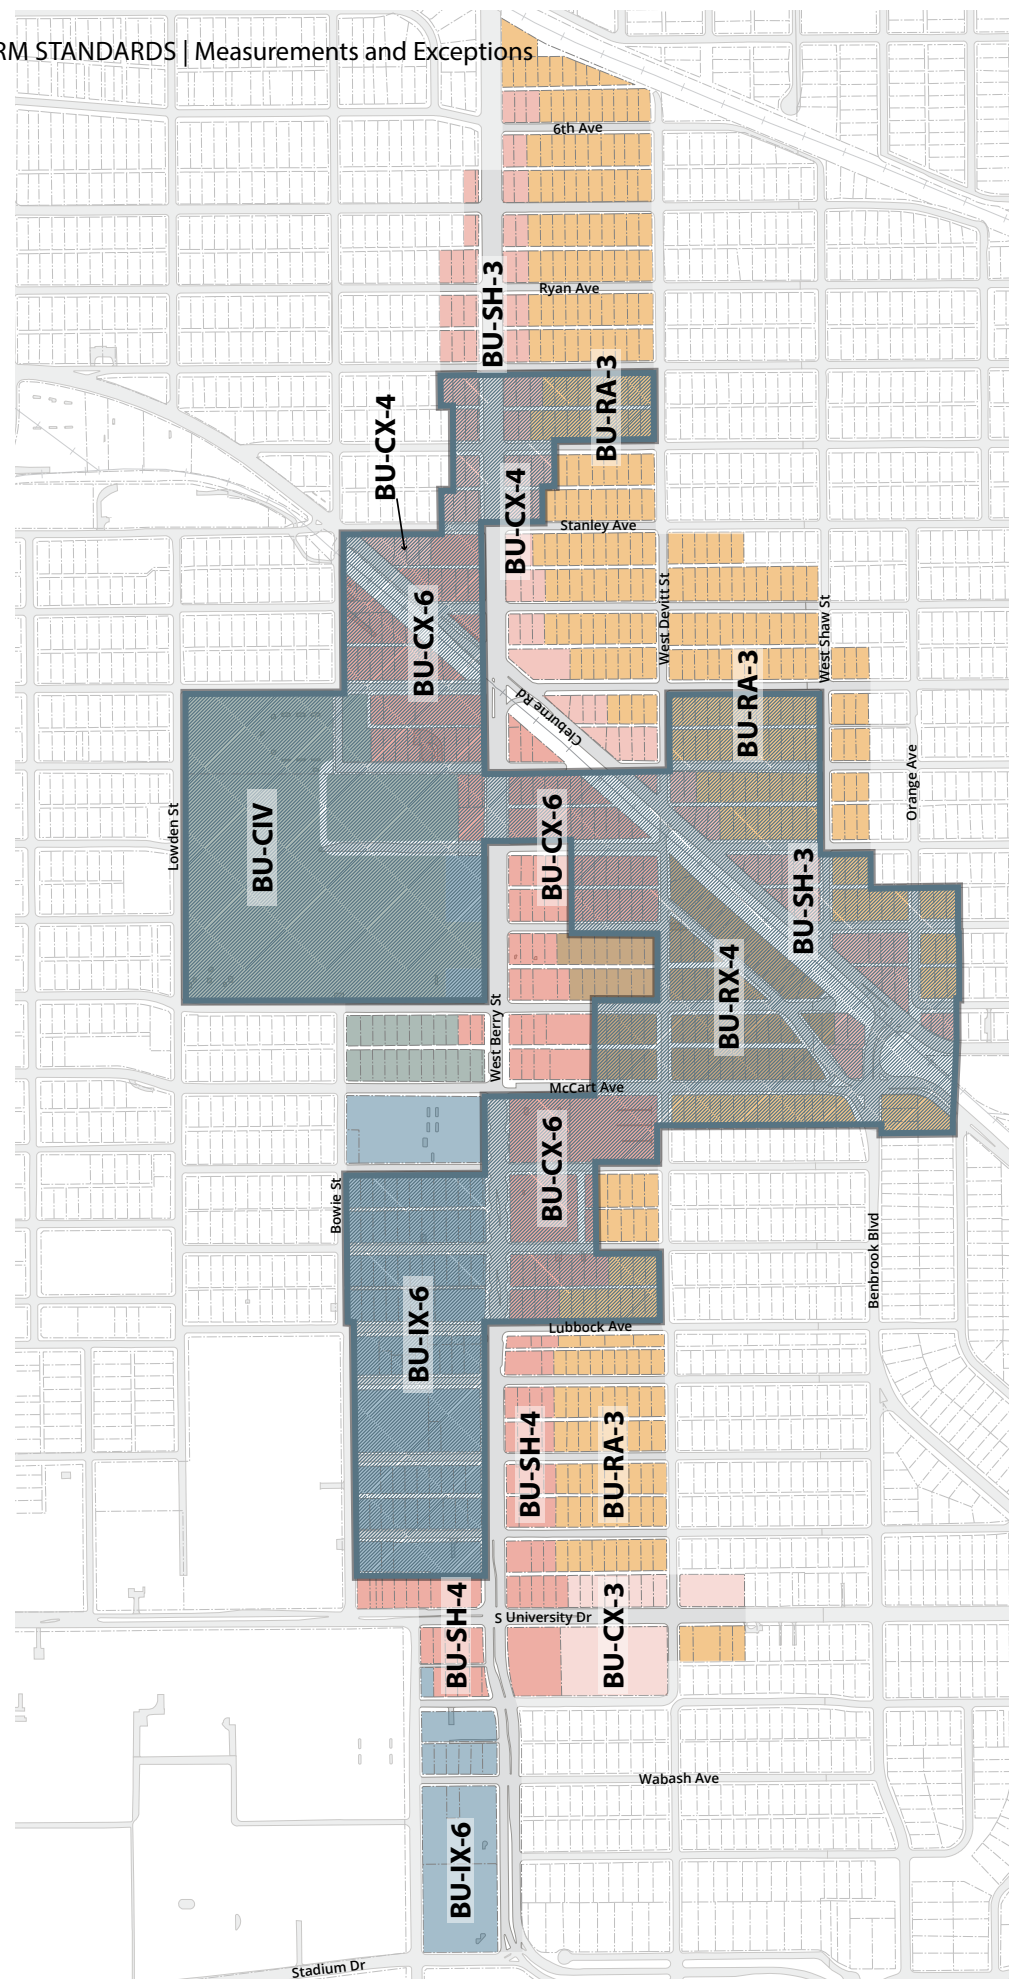 RM STANDARDS | Measurements and Exceptions
6th Ave
Ryan Ave
BU-SH-3
BU-RA-3
BU-CX-4
BU-CX-4
Stanley Ave
West Devitt St
West Shaw St
BU-CX-6
BU-RA-3
Cleburne Rd
Orange Ave
Lowden St
BU-CIV
BU-CX-6
BU-SH-3
BU-RX-4
West Berry St
McCart Ave
BU-CX-6
Bowie St
Benbrook Blvd
BU-IX-6
Lubbock Ave
BU-SH-4
BU-RA-3
BU-SH-4
S University Dr
BU-CX-3
Wabash Ave
BU-IX-6
Stadium Dr